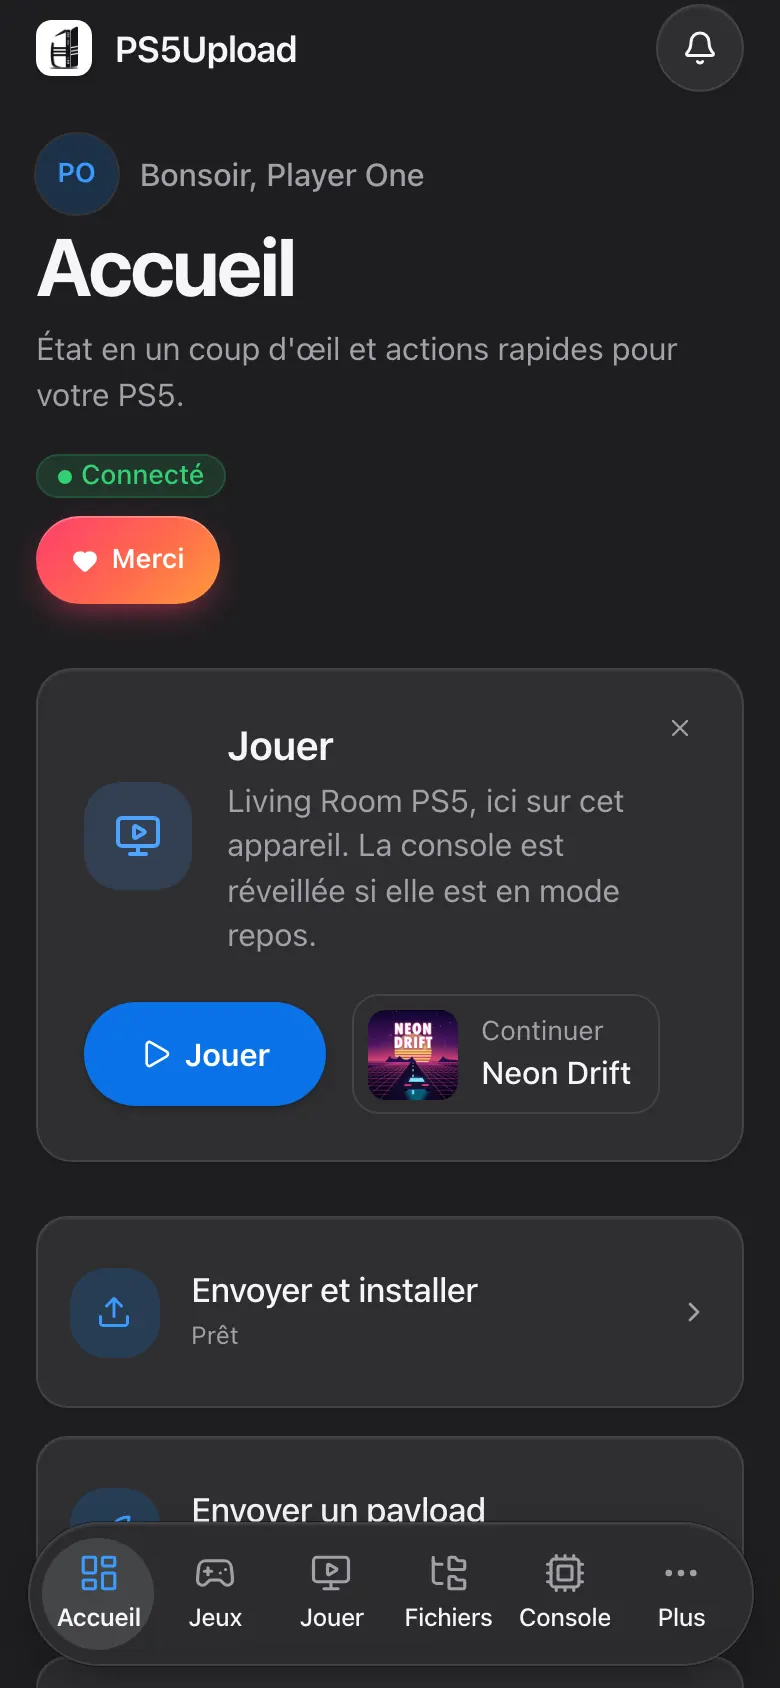 PS5Upload
PO
Bonsoir, Player One
Accueil
État en un coup d'œil et actions rapides pour
votre PS5.
Connecté
Merci
Jouer
Living Room PS5, ici sur cet
appareil. La console est
réveillée si elle est en mode
repos.
Jouer
NEON
DRIFT
Continuer
Neon Drift
Envoyer et installer
Prêt
Envoyer un payload
Accueil
Jeux
Jouer
Fichiers
Console
Plus